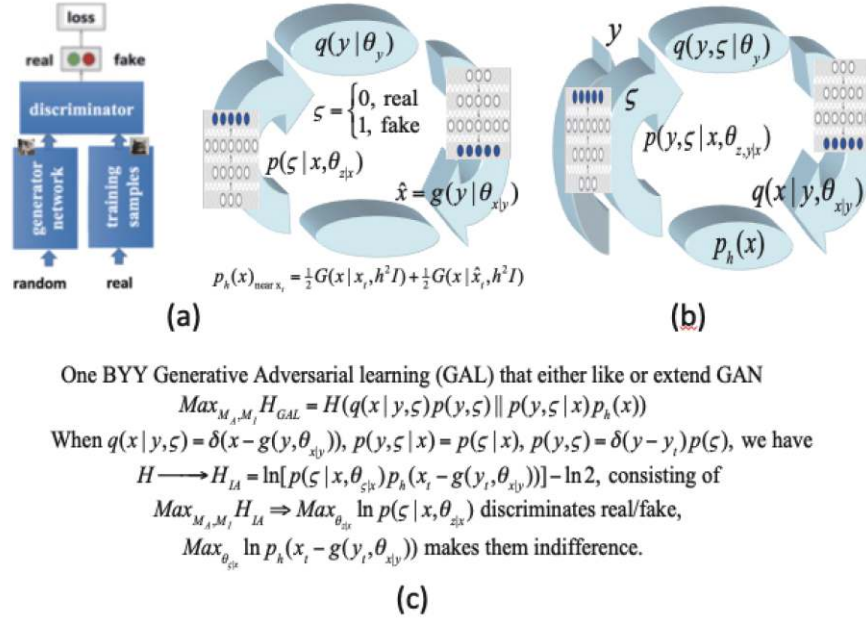 loss
real fake
discriminator
generator network
training samples
random real
q(y|θ_y)
ς = {0, real
1, fake
p(ς|x,θ_{z|x})
x̂ = g(y|θ_{x|y})
p_h(x)_{near x_t} = ½G(x|x_t,h²I)+½G(x|x̂_t,h²I)
(a)
y
q(y,ς|θ_y)
ς
p(y,ς|x,θ_{z,y|x})
q(x|y,θ_{x|y})
p_h(x)
(b)
One BYY Generative Adversarial learning (GAL) that either like or extend GAN
Max_{M_A,M_I} H_{GAL} = H(q(x|y,ς)p(y,ς)||p(y,ς|x)p_h(x))
When q(x|y,ς)=δ(x−g(y,θ_{x|y})), p(y,ς|x)=p(ς|x), p(y,ς)=δ(y−y_t)p(ς), we have
H ⟶ H_{IA} = ln[p(ς|x,θ_{ς|x})p_h(x_t−g(y_t,θ_{x|y}))]−ln2, consisting of
Max_{M_A,M_I} H_{IA} ⇒ Max_{θ_{z|x}} ln p(ς|x,θ_{z|x}) discriminates real/fake,
Max_{θ_{ς|x}} ln p_h(x_t−g(y_t,θ_{x|y})) makes them indifference.
(c)